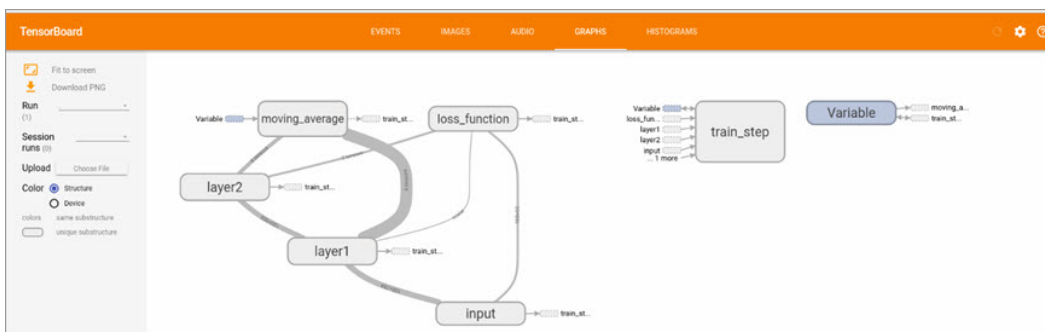 TensorBoard
EVENTS IMAGES AUDIO GRAPHS HISTOGRAMS
Fit to screen
Download PNG
Run
(1)
Session
runs (0)
Upload Choose File
Color Structure
Device
colors same substructure
unique substructure
Variable moving_average train_st...
loss_function train_st...
layer2 train_st...
layer1 train_st...
input train_st...
Variable
loss_fun...
layer1
layer2
input
... 1 more
train_step
Variable moving_a...
train_st...